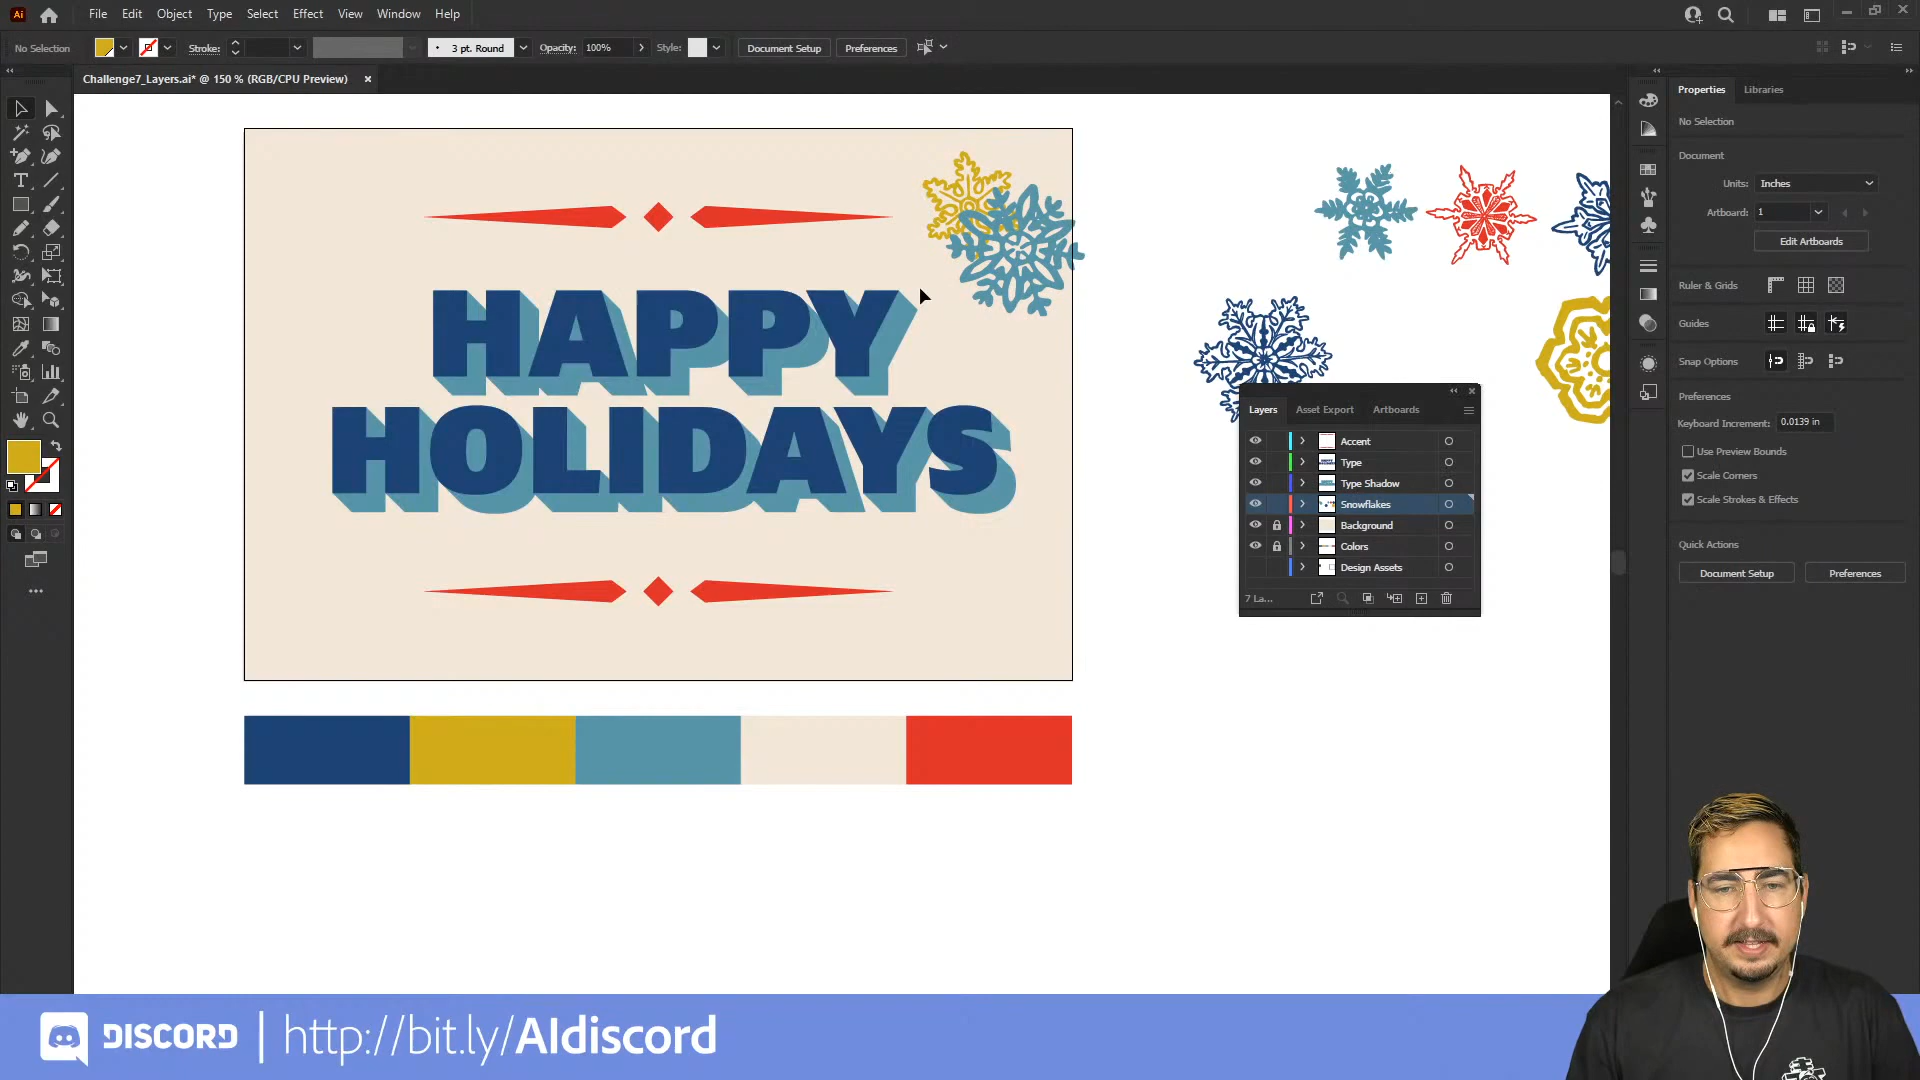 Ai File Edit Object Type Select Effect View Window Help
No Selection Stroke: 3 pt. Round Opacity: 100% Style: Document Setup Preferences
Challenge7_Layers.ai* @ 150 % (RGB/CPU Preview)
Properties Libraries
No Selection
Document
Units: Inches
Artboard: 1
Edit Artboards
Ruler & Grids
Guides
Snap Options
Preferences
Keyboard Increment: 0.0139 in
Use Preview Bounds
Scale Corners
Scale Strokes & Effects
Quick Actions
Document Setup Preferences
HAPPY
HOLIDAYS
Layers Asset Export Artboards
Accent
Type
Type Shadow
Snowflakes
Background
Colors
Design Assets
7 La...
DISCORD | http://bit.ly/AIdiscord